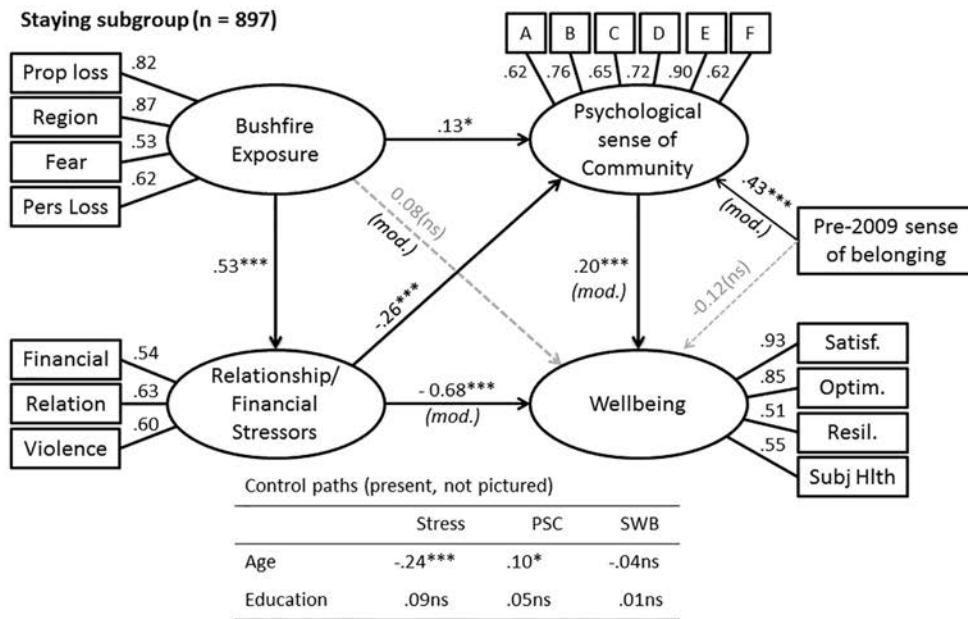 Staying subgroup (n = 897)
A B C D E F
.62 .76 .65 .72 .90 .62
Prop loss .82
Region .87
Fear .53
Pers Loss .62
Bushfire
Exposure
.13*
Psychological
sense of
Community
0.08(ns)
(mod.)
.43***
(mod.)
Pre-2009 sense
of belonging
.53***
-.26***
.20***
(mod.)
-0.12(ns)
Financial .54
Relation .63
Violence .60
Relationship/
Financial
Stressors
- 0.68***
(mod.)
Wellbeing
.93 Satisf.
.85 Optim.
.51 Resil.
.55 Subj Hlth
Control paths (present, not pictured)
Stress PSC SWB
Age -.24*** .10* -.04ns
Education .09ns .05ns .01ns